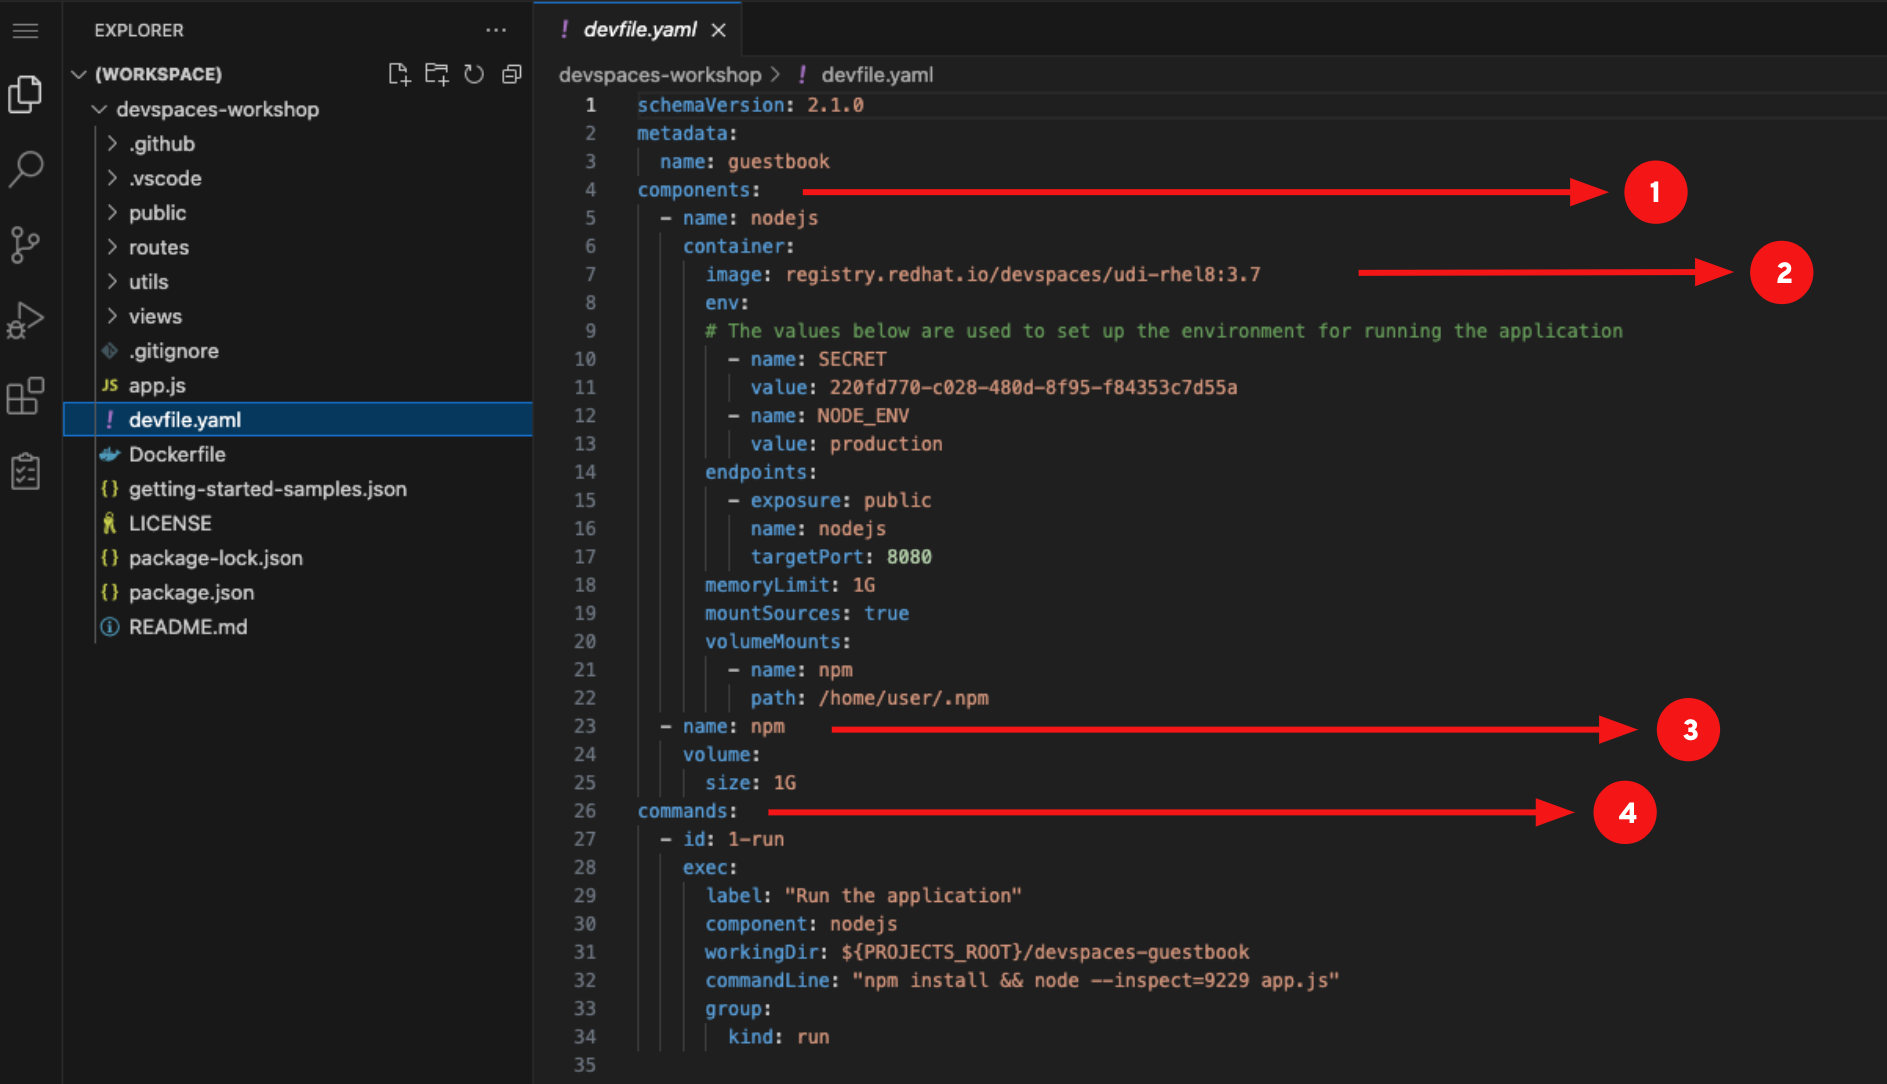 EXPLORER
(WORKSPACE)
devspaces-workshop
.github
.vscode
public
routes
utils
views
.gitignore
JS app.js
! devfile.yaml
Dockerfile
{} getting-started-samples.json
LICENSE
{} package-lock.json
{} package.json
README.md
! devfile.yaml
devspaces-workshop > ! devfile.yaml
1 schemaVersion: 2.1.0
2 metadata:
3   name: guestbook
4 components:
1
5   - name: nodejs
6     container:
7       image: registry.redhat.io/devspaces/udi-rhel8:3.7
2
8       env:
9       # The values below are used to set up the environment for running the application
10         - name: SECRET
11           value: 220fd770-c028-480d-8f95-f84353c7d55a
12         - name: NODE_ENV
13           value: production
14       endpoints:
15         - exposure: public
16           name: nodejs
17           targetPort: 8080
18       memoryLimit: 1G
19       mountSources: true
20       volumeMounts:
21         - name: npm
22           path: /home/user/.npm
23   - name: npm
3
24     volume:
25       size: 1G
26 commands:
4
27   - id: 1-run
28     exec:
29       label: "Run the application"
30       component: nodejs
31       workingDir: ${PROJECTS_ROOT}/devspaces-guestbook
32       commandLine: "npm install && node --inspect=9229 app.js"
33       group:
34         kind: run
35